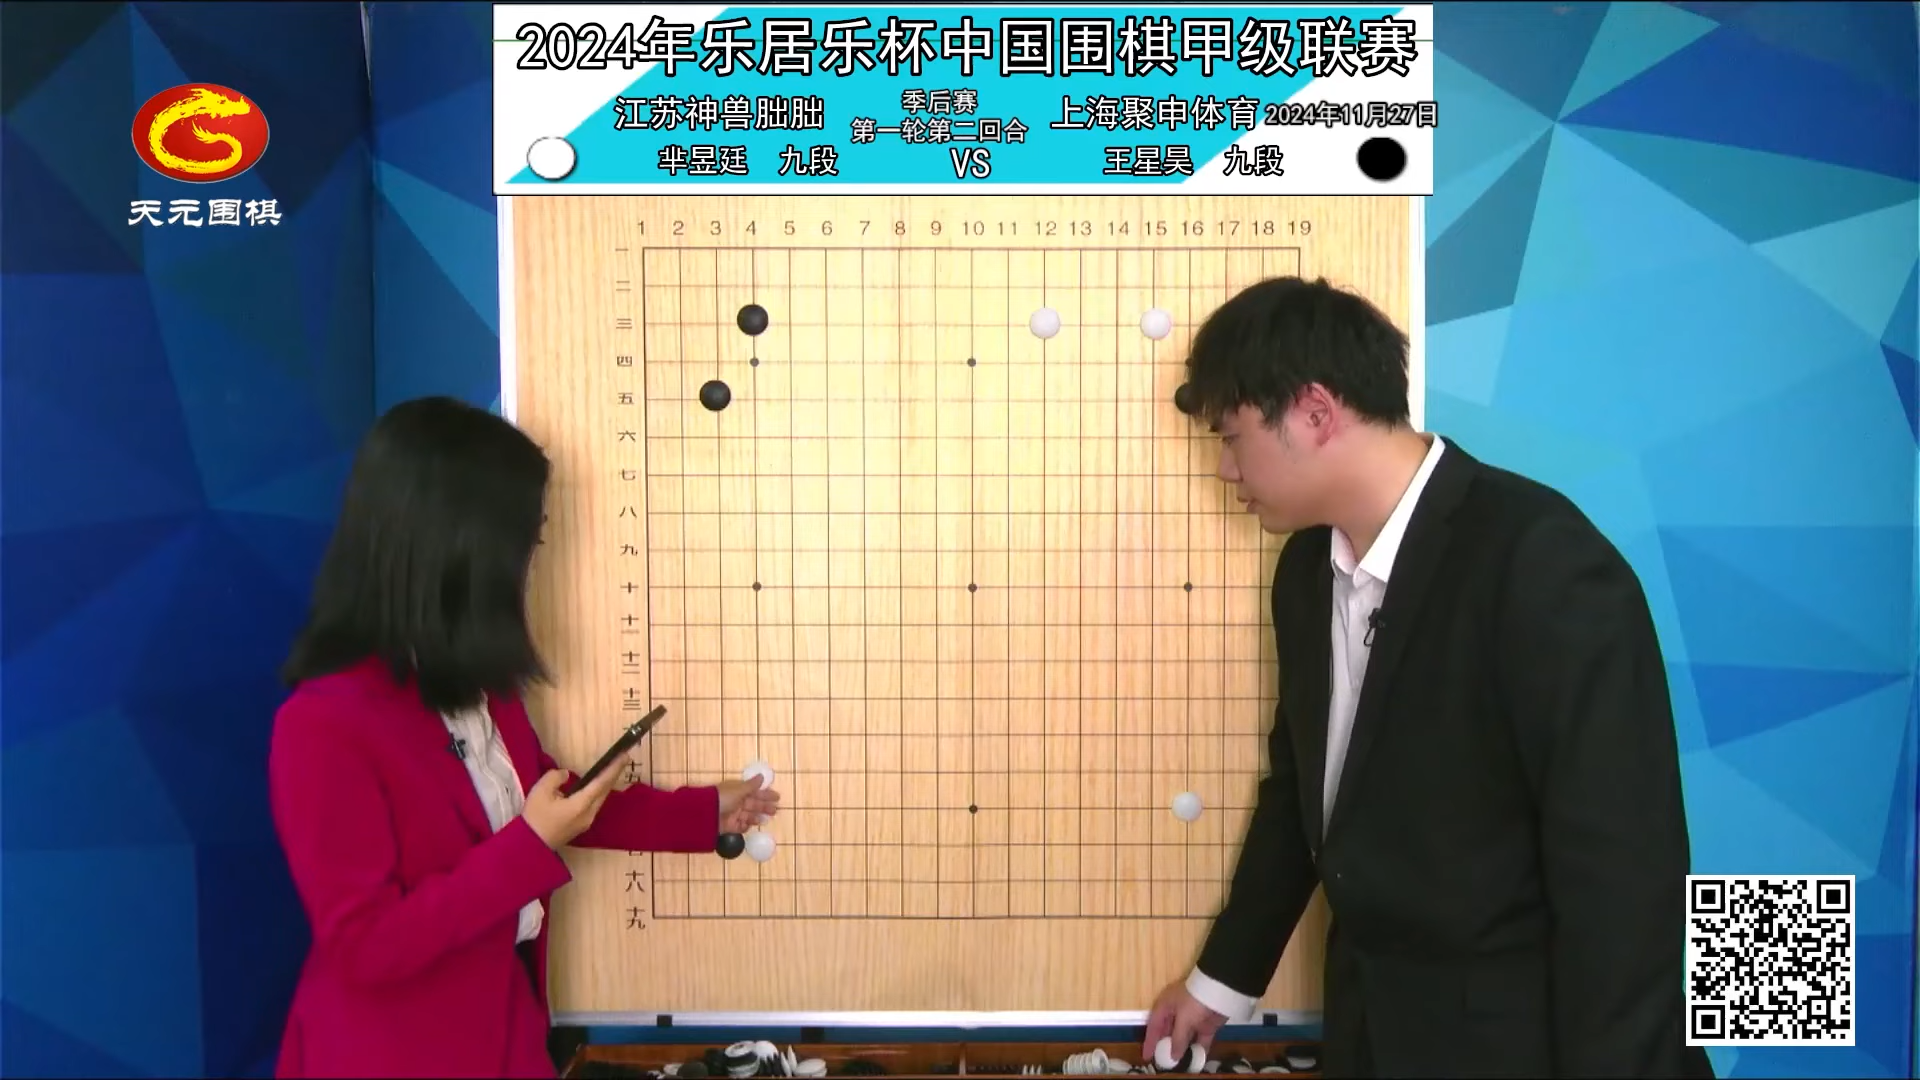 2024年乐居乐杯中国围棋甲级联赛
江苏神兽朏朏
季后赛
上海聚申体育
2024年11月27日
第一轮第二回合
芈昱廷 九段
VS
王星昊 九段
天元围棋
1 2 3 4 5 6 7 8 9 10 11 12 13 14 15 16 17 18 19
一
二
三
四
五
六
七
八
九
十
十一
十二
十三
十五
十八
十九